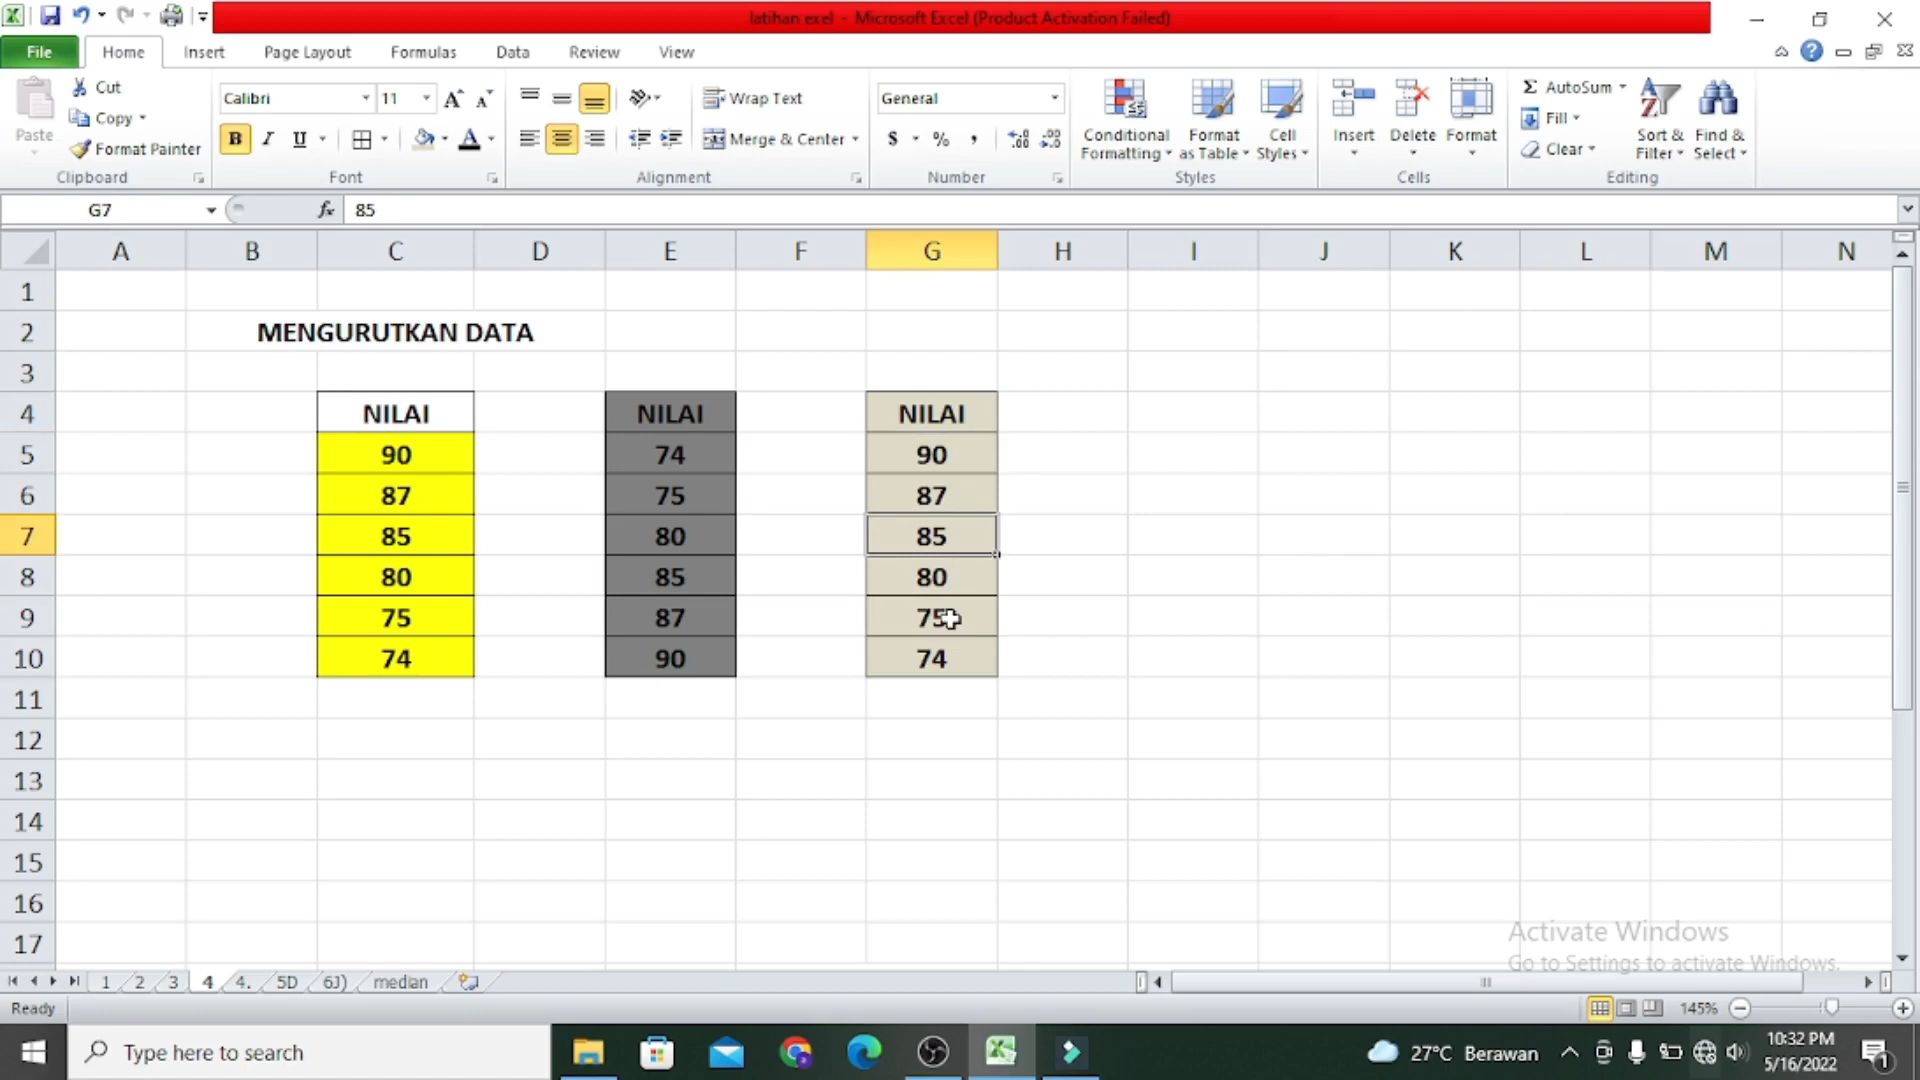 latihan exel - Microsoft Excel (Product Activation Failed)
File Home Insert Page Layout Formulas Data Review View
Paste
Cut
Copy
Format Painter
Clipboard
Calibri 11
B I U
Font
Wrap Text
Merge & Center
Alignment
General
$ % ,
Number
Conditional Formatting
Format as Table
Cell Styles
Styles
Insert Delete Format
Cells
AutoSum
Fill
Clear
Sort & Filter
Find & Select
Editing
G7 fx 85
A B C D E F G H I J K L M N
1
2 MENGURUTKAN DATA
3
4 NILAI NILAI NILAI
5 90 74 90
6 87 75 87
7 85 80 85
8 80 85 80
9 75 87 75
10 74 90 74
11
12
13
14
15
16
17
Activate Windows
Go to Settings to activate Windows.
1 2 3 4 4. 5D 6J) median
Ready 145%
Type here to search
27°C Berawan
10:32 PM
5/16/2022
1